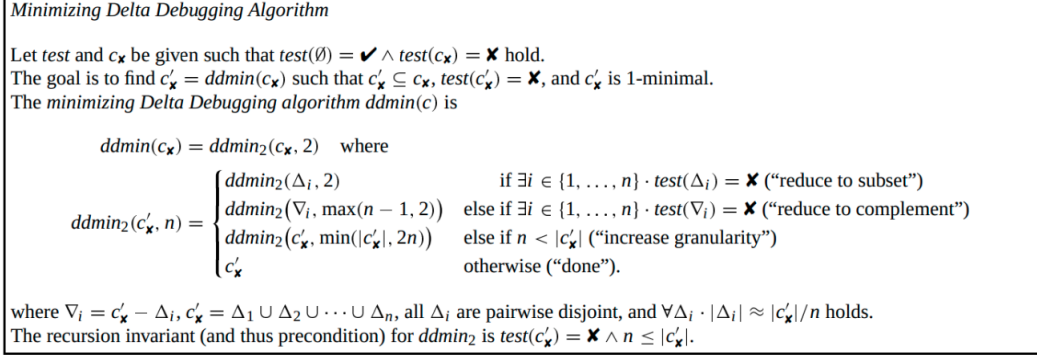 Minimizing Delta Debugging Algorithm
Let test and c✘ be given such that test(∅) = ✔ ∧ test(c✘) = ✘ hold.
The goal is to find c′✘ = ddmin(c✘) such that c′✘ ⊆ c✘, test(c′✘) = ✘, and c′✘ is 1-minimal.
The minimizing Delta Debugging algorithm ddmin(c) is
ddmin(c✘) = ddmin₂(c✘, 2) where
ddmin₂(c′✘, n) = {
ddmin₂(Δᵢ, 2) if ∃i ∈ {1, . . . , n} · test(Δᵢ) = ✘ (“reduce to subset”)
ddmin₂(∇ᵢ, max(n − 1, 2)) else if ∃i ∈ {1, . . . , n} · test(∇ᵢ) = ✘ (“reduce to complement”)
ddmin₂(c′✘, min(|c′✘|, 2n)) else if n < |c′✘| (“increase granularity”)
c′✘ otherwise (“done”).
where ∇ᵢ = c′✘ − Δᵢ, c′✘ = Δ₁ ∪ Δ₂ ∪ · · · ∪ Δₙ, all Δᵢ are pairwise disjoint, and ∀Δᵢ · |Δᵢ| ≈ |c′✘|/n holds.
The recursion invariant (and thus precondition) for ddmin₂ is test(c′✘) = ✘ ∧ n ≤ |c′✘|.